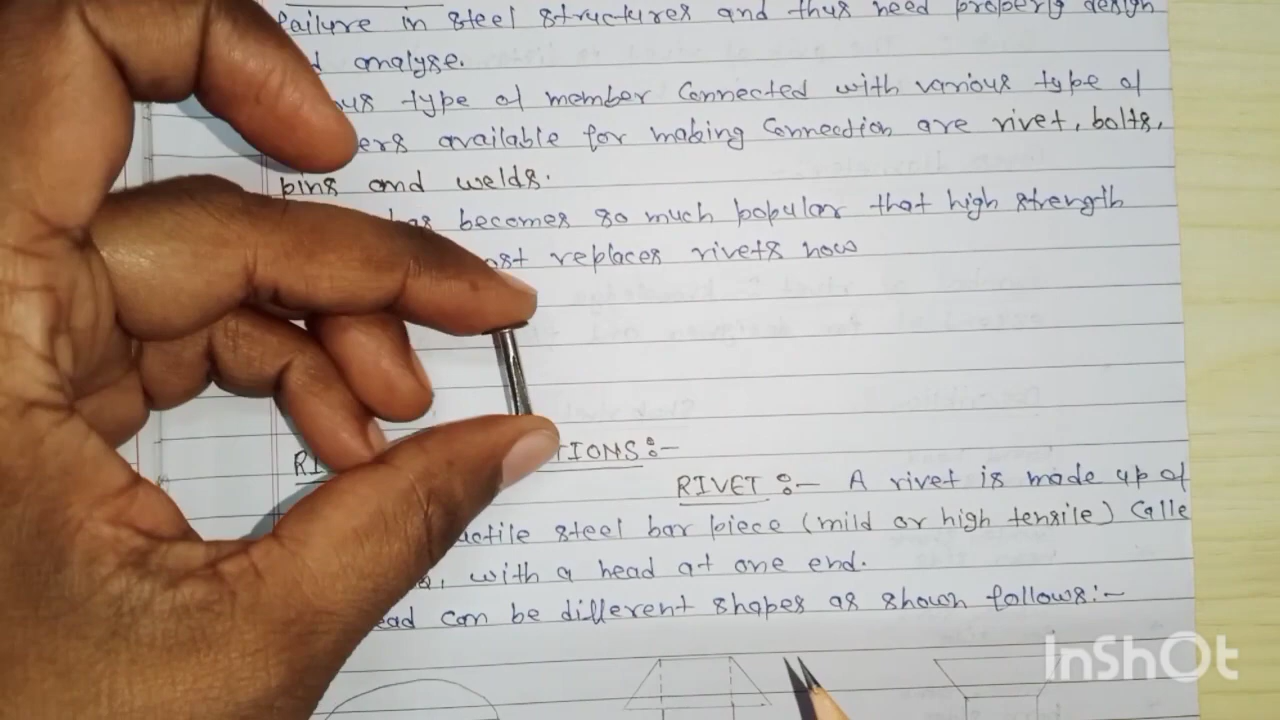 failure in steel structures and thus need properly design
analyse.
type of member Connected with various type of
available for making Connection are rivet, bolts,
pins and welds.
becomes so much popular that high strength
replaces rivets now
RIVET :- A rivet is made up of
steel bar piece (mild or high tensile) Calle
with a head at one end.
can be different shapes as shown follows:-
InShOt